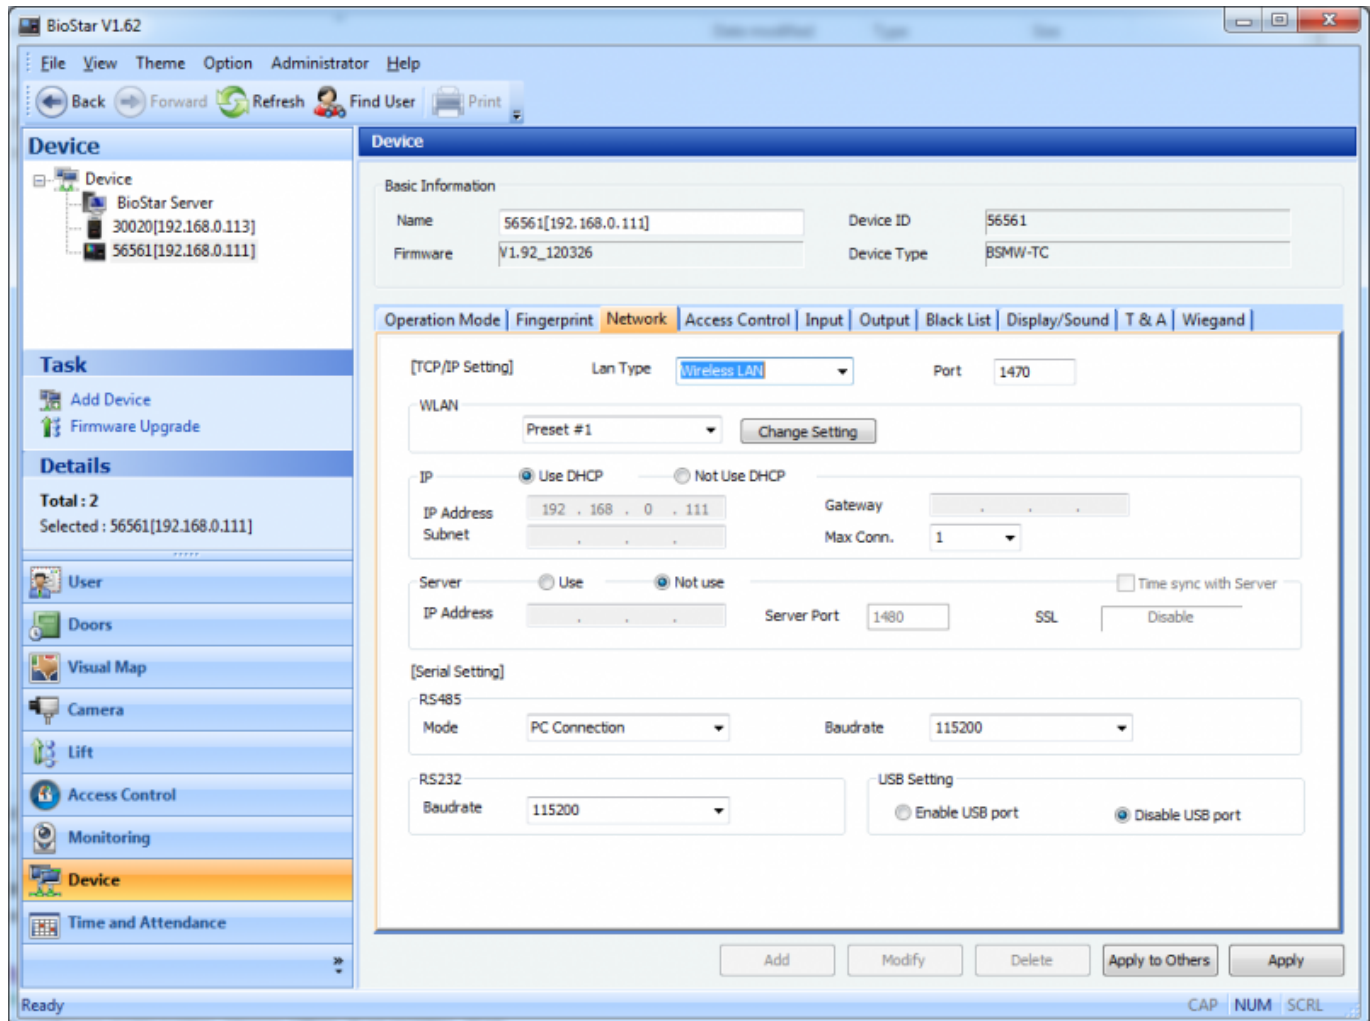 BioStar V1.62
File View Theme Option Administrator Help
Back Forward Refresh Find User Print
Device
Device
BioStar Server
30020[192.168.0.113]
56561[192.168.0.111]
Task
Add Device
Firmware Upgrade
Details
Total : 2
Selected : 56561[192.168.0.111]
User
Doors
Visual Map
Camera
Lift
Access Control
Monitoring
Device
Time and Attendance
Device
Basic Information
Name 56561[192.168.0.111] Device ID 56561
Firmware V1.92_120326 Device Type BSMW-TC
Operation Mode Fingerprint Network Access Control Input Output Black List Display/Sound T & A Wiegand
[TCP/IP Setting] Lan Type Wireless LAN Port 1470
WLAN
Preset #1 Change Setting
IP Use DHCP Not Use DHCP
IP Address 192 . 168 . 0 . 111 Gateway . . .
Subnet . . . Max Conn. 1
Server Use Not use Time sync with Server
IP Address . . . Server Port 1480 SSL Disable
[Serial Setting]
RS485
Mode PC Connection Baudrate 115200
RS232 USB Setting
Baudrate 115200 Enable USB port Disable USB port
Add Modify Delete Apply to Others Apply
Ready CAP NUM SCRL